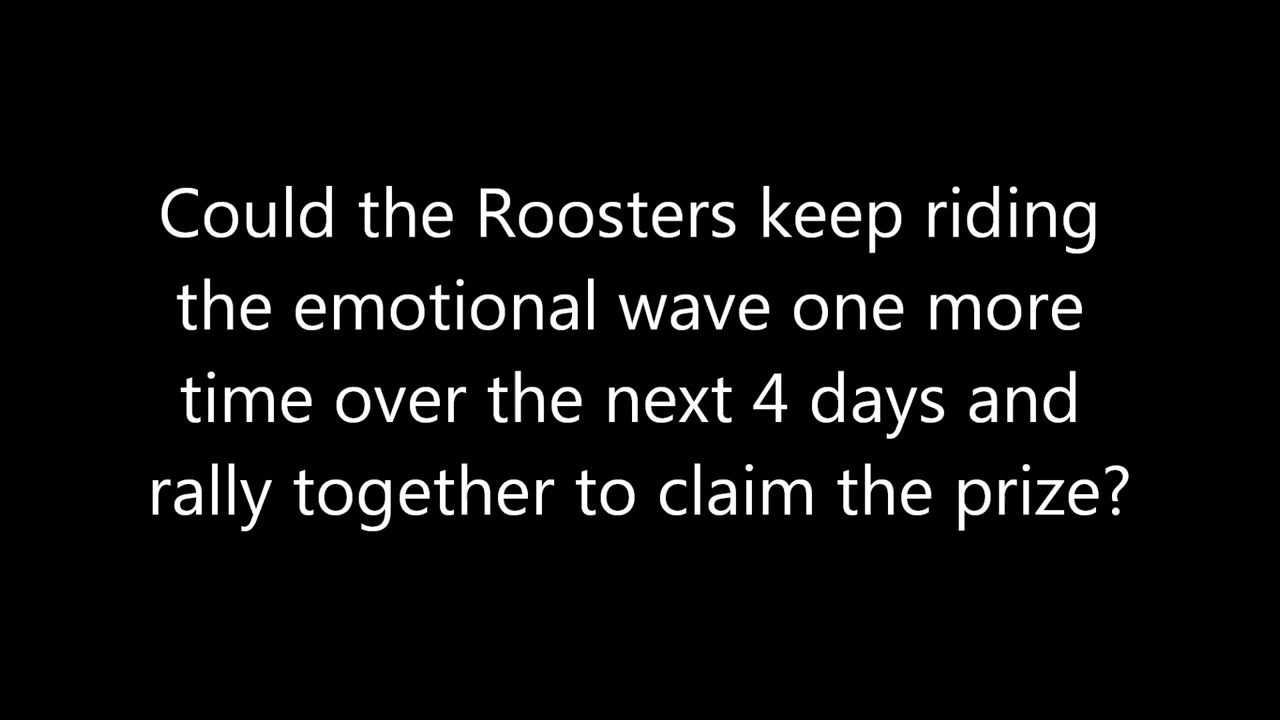 Could the Roosters keep riding
the emotional wave one more
time over the next 4 days and
rally together to claim the prize?